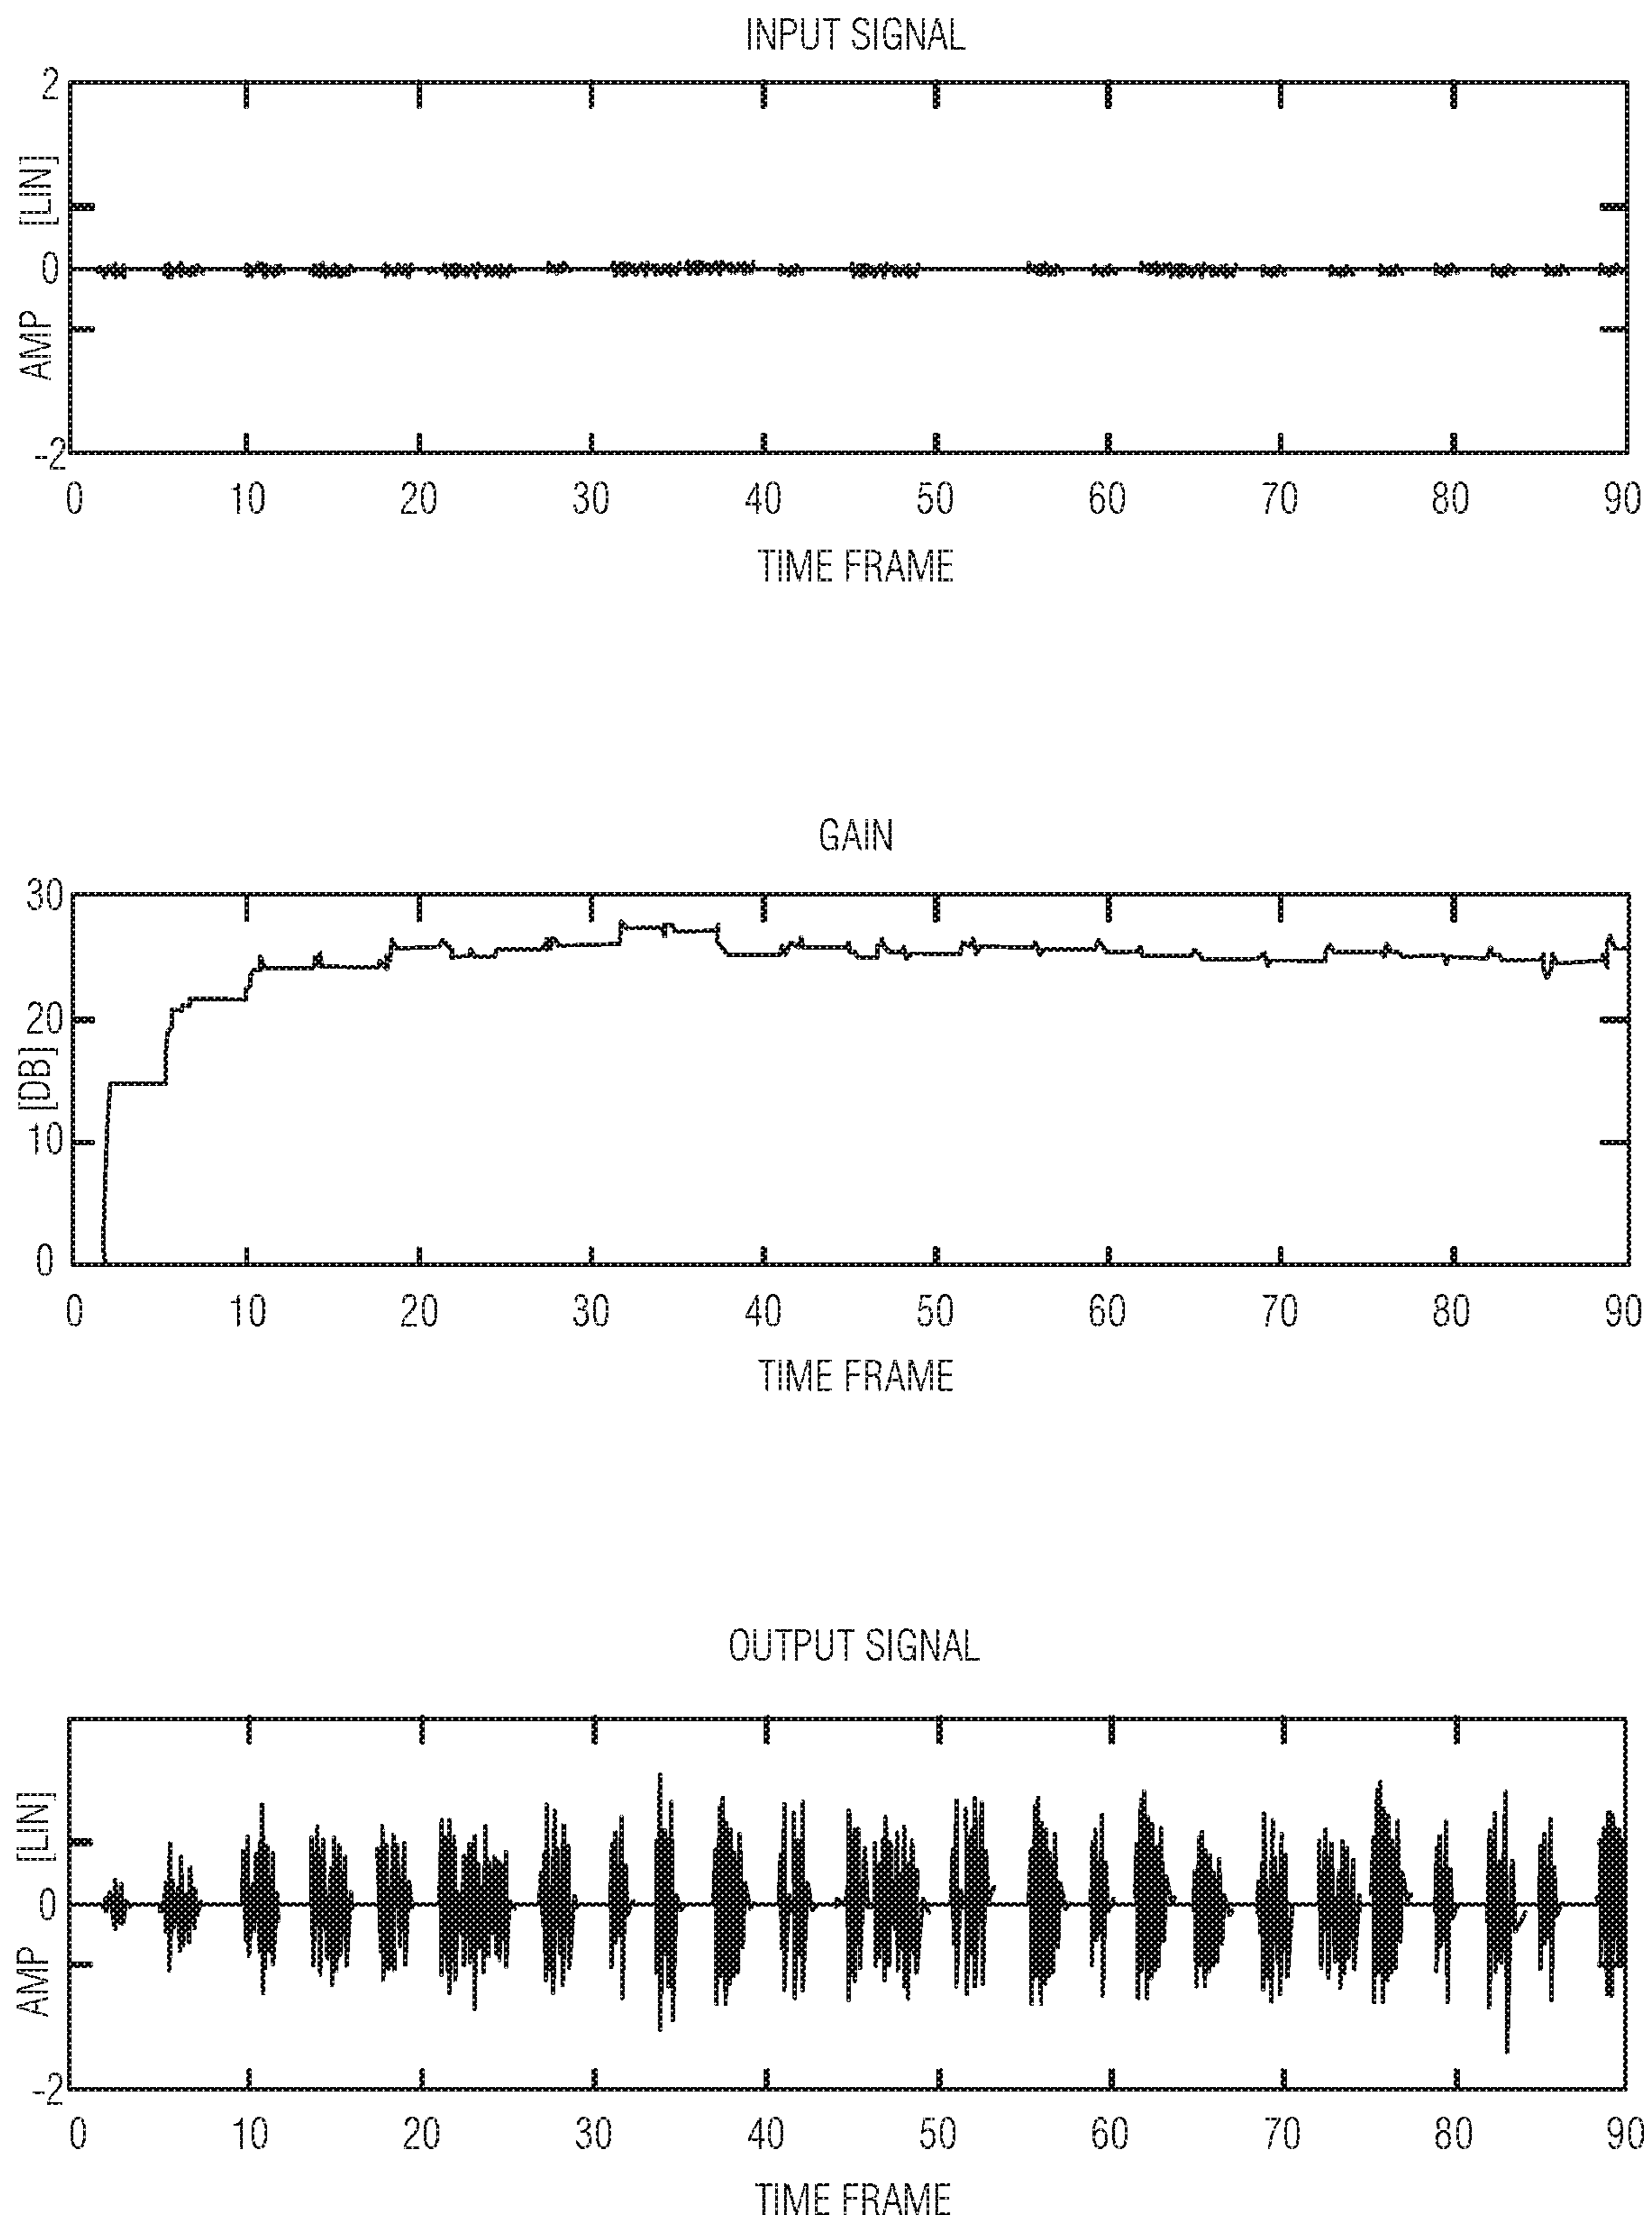 INPUT SIGNAL
2
0
-2
AMP [LIN]
0 10 20 30 40 50 60 70 80 90
TIME FRAME
GAIN
30
20
10
0
[DB]
0 10 20 30 40 50 60 70 80 90
TIME FRAME
OUTPUT SIGNAL
0
-2
AMP [LIN]
0 10 20 30 40 50 60 70 80 90
TIME FRAME